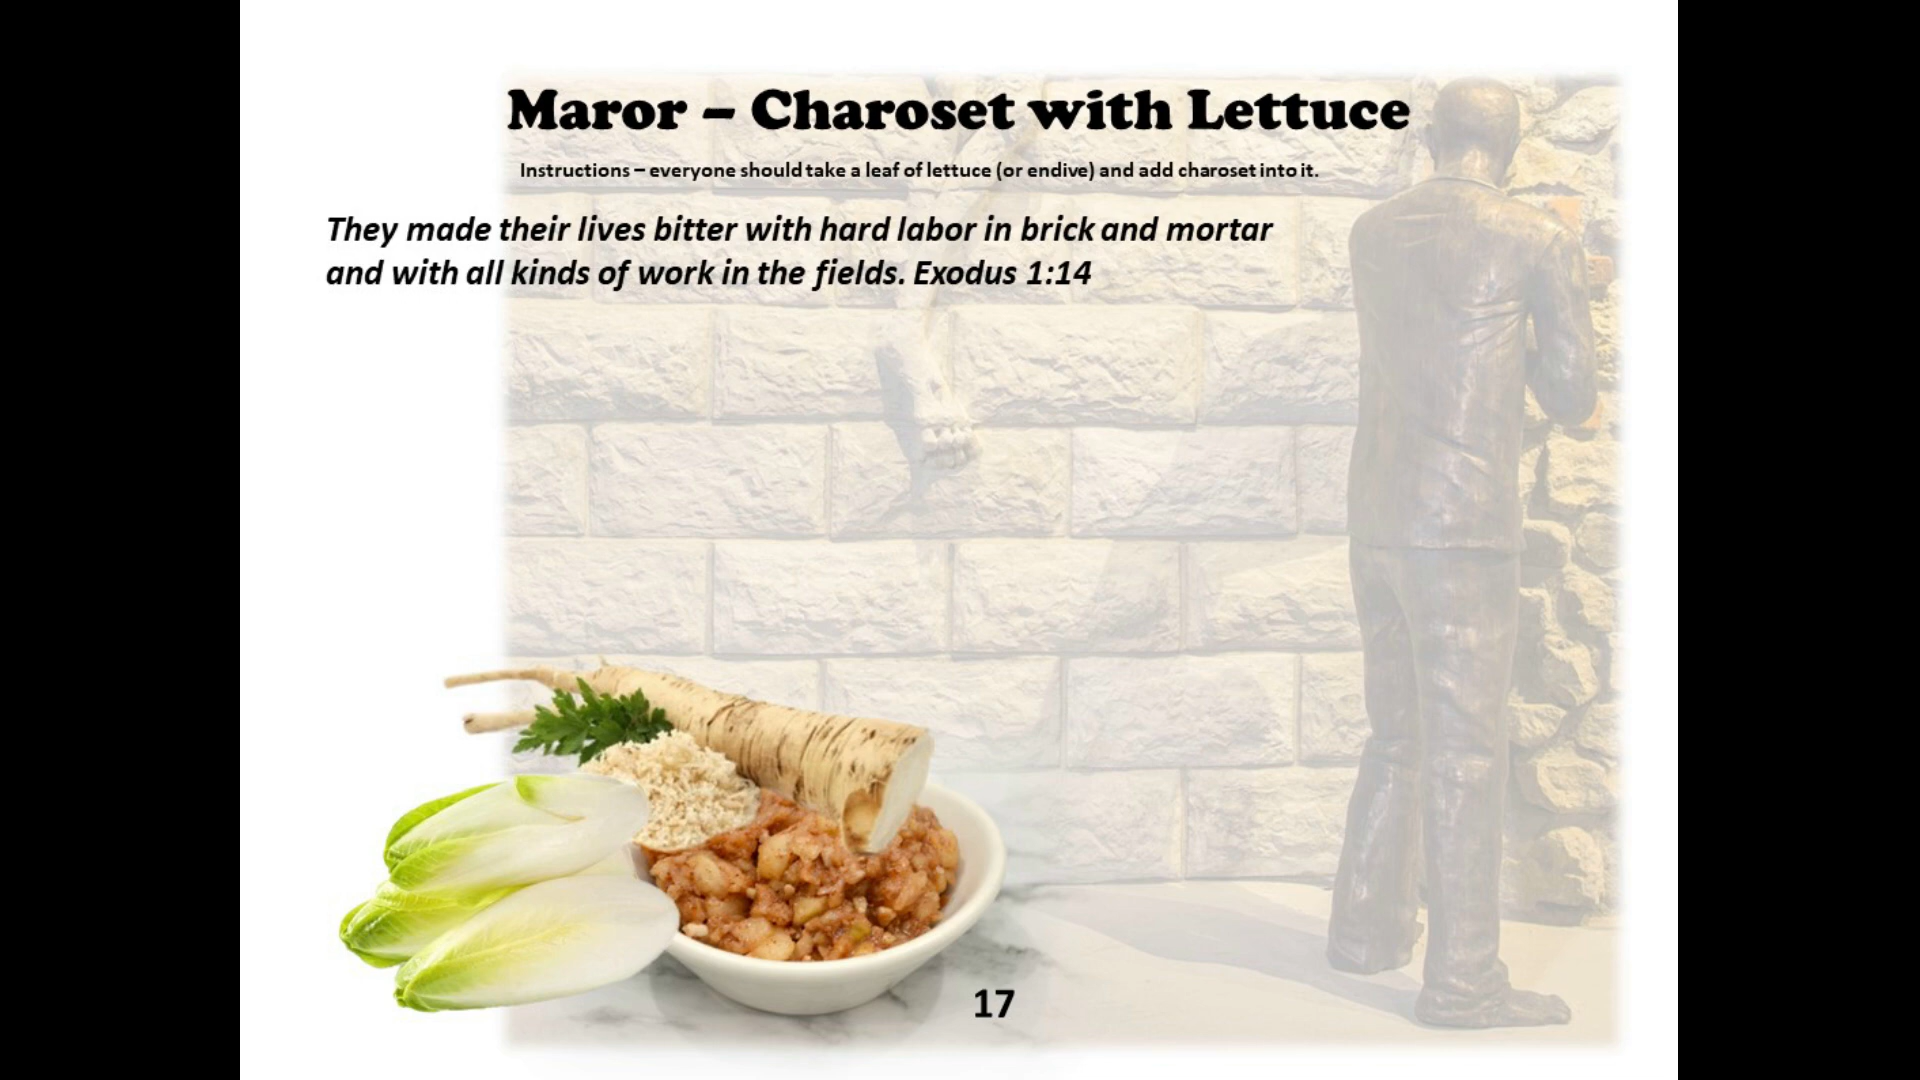 Maror – Charoset with Lettuce
Instructions – everyone should take a leaf of lettuce (or endive) and add charoset into it.
They made their lives bitter with hard labor in brick and mortar
and with all kinds of work in the fields. Exodus 1:14
17